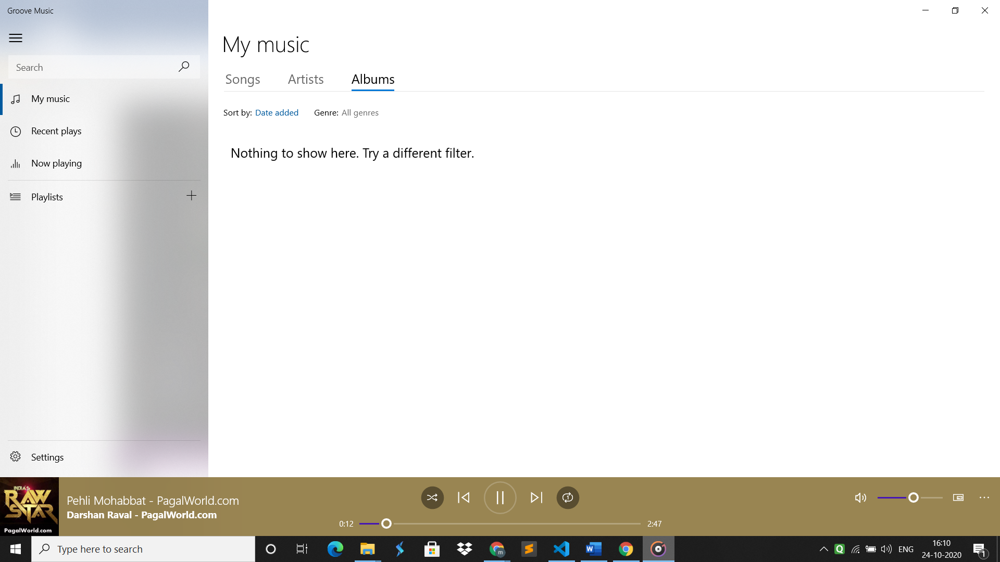 Groove Music
Search
My music
Recent plays
Now playing
Playlists
Settings
My music
Songs Artists Albums
Sort by: Date added Genre: All genres
Nothing to show here. Try a different filter.
INDIA'S
RAW
STAR
PagalWorld.com
Pehli Mohabbat - PagalWorld.com
Darshan Raval - PagalWorld.com
1
0:12 2:47
Type here to search
m
W
Q
ENG
16:10
24-10-2020
1